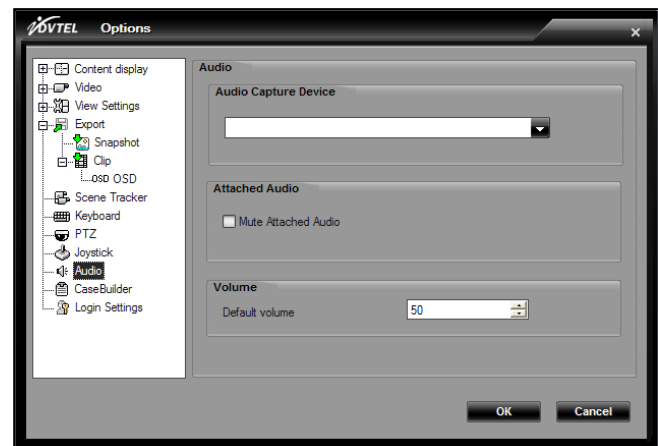 DVTEL Options
Content display
Video
View Settings
Export
Snapshot
Clip
OSD OSD
Scene Tracker
Keyboard
PTZ
Joystick
Audio
CaseBuilder
Login Settings
Audio
Audio Capture Device
Attached Audio
Mute Attached Audio
Volume
Default volume 50
OK Cancel